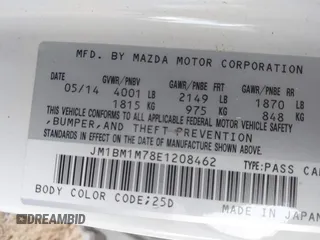 MFD. BY MAZDA MOTOR CORPORATION
GVWR/PNBV GAWR/PNBE FRT GAWR/PNBE RR
05/14 4001 LB 2149 LB 1870 LB
1815 KG 975 KG 848 KG
THIS VEHICLE CONFORMS TO ALL APPLICABLE FEDERAL MOTOR VEHICLE SAFETY
,BUMPER,AND THEFT PREVENTION
STANDARDS IN EFFECT ON THE DATE OF MANUFACTURE SHOWN ABOVE.
JM1BM1M78E1208462 TYPE:PASS CA
BODY COLOR CODE;25D MADE IN JAPAN
DREAMBID